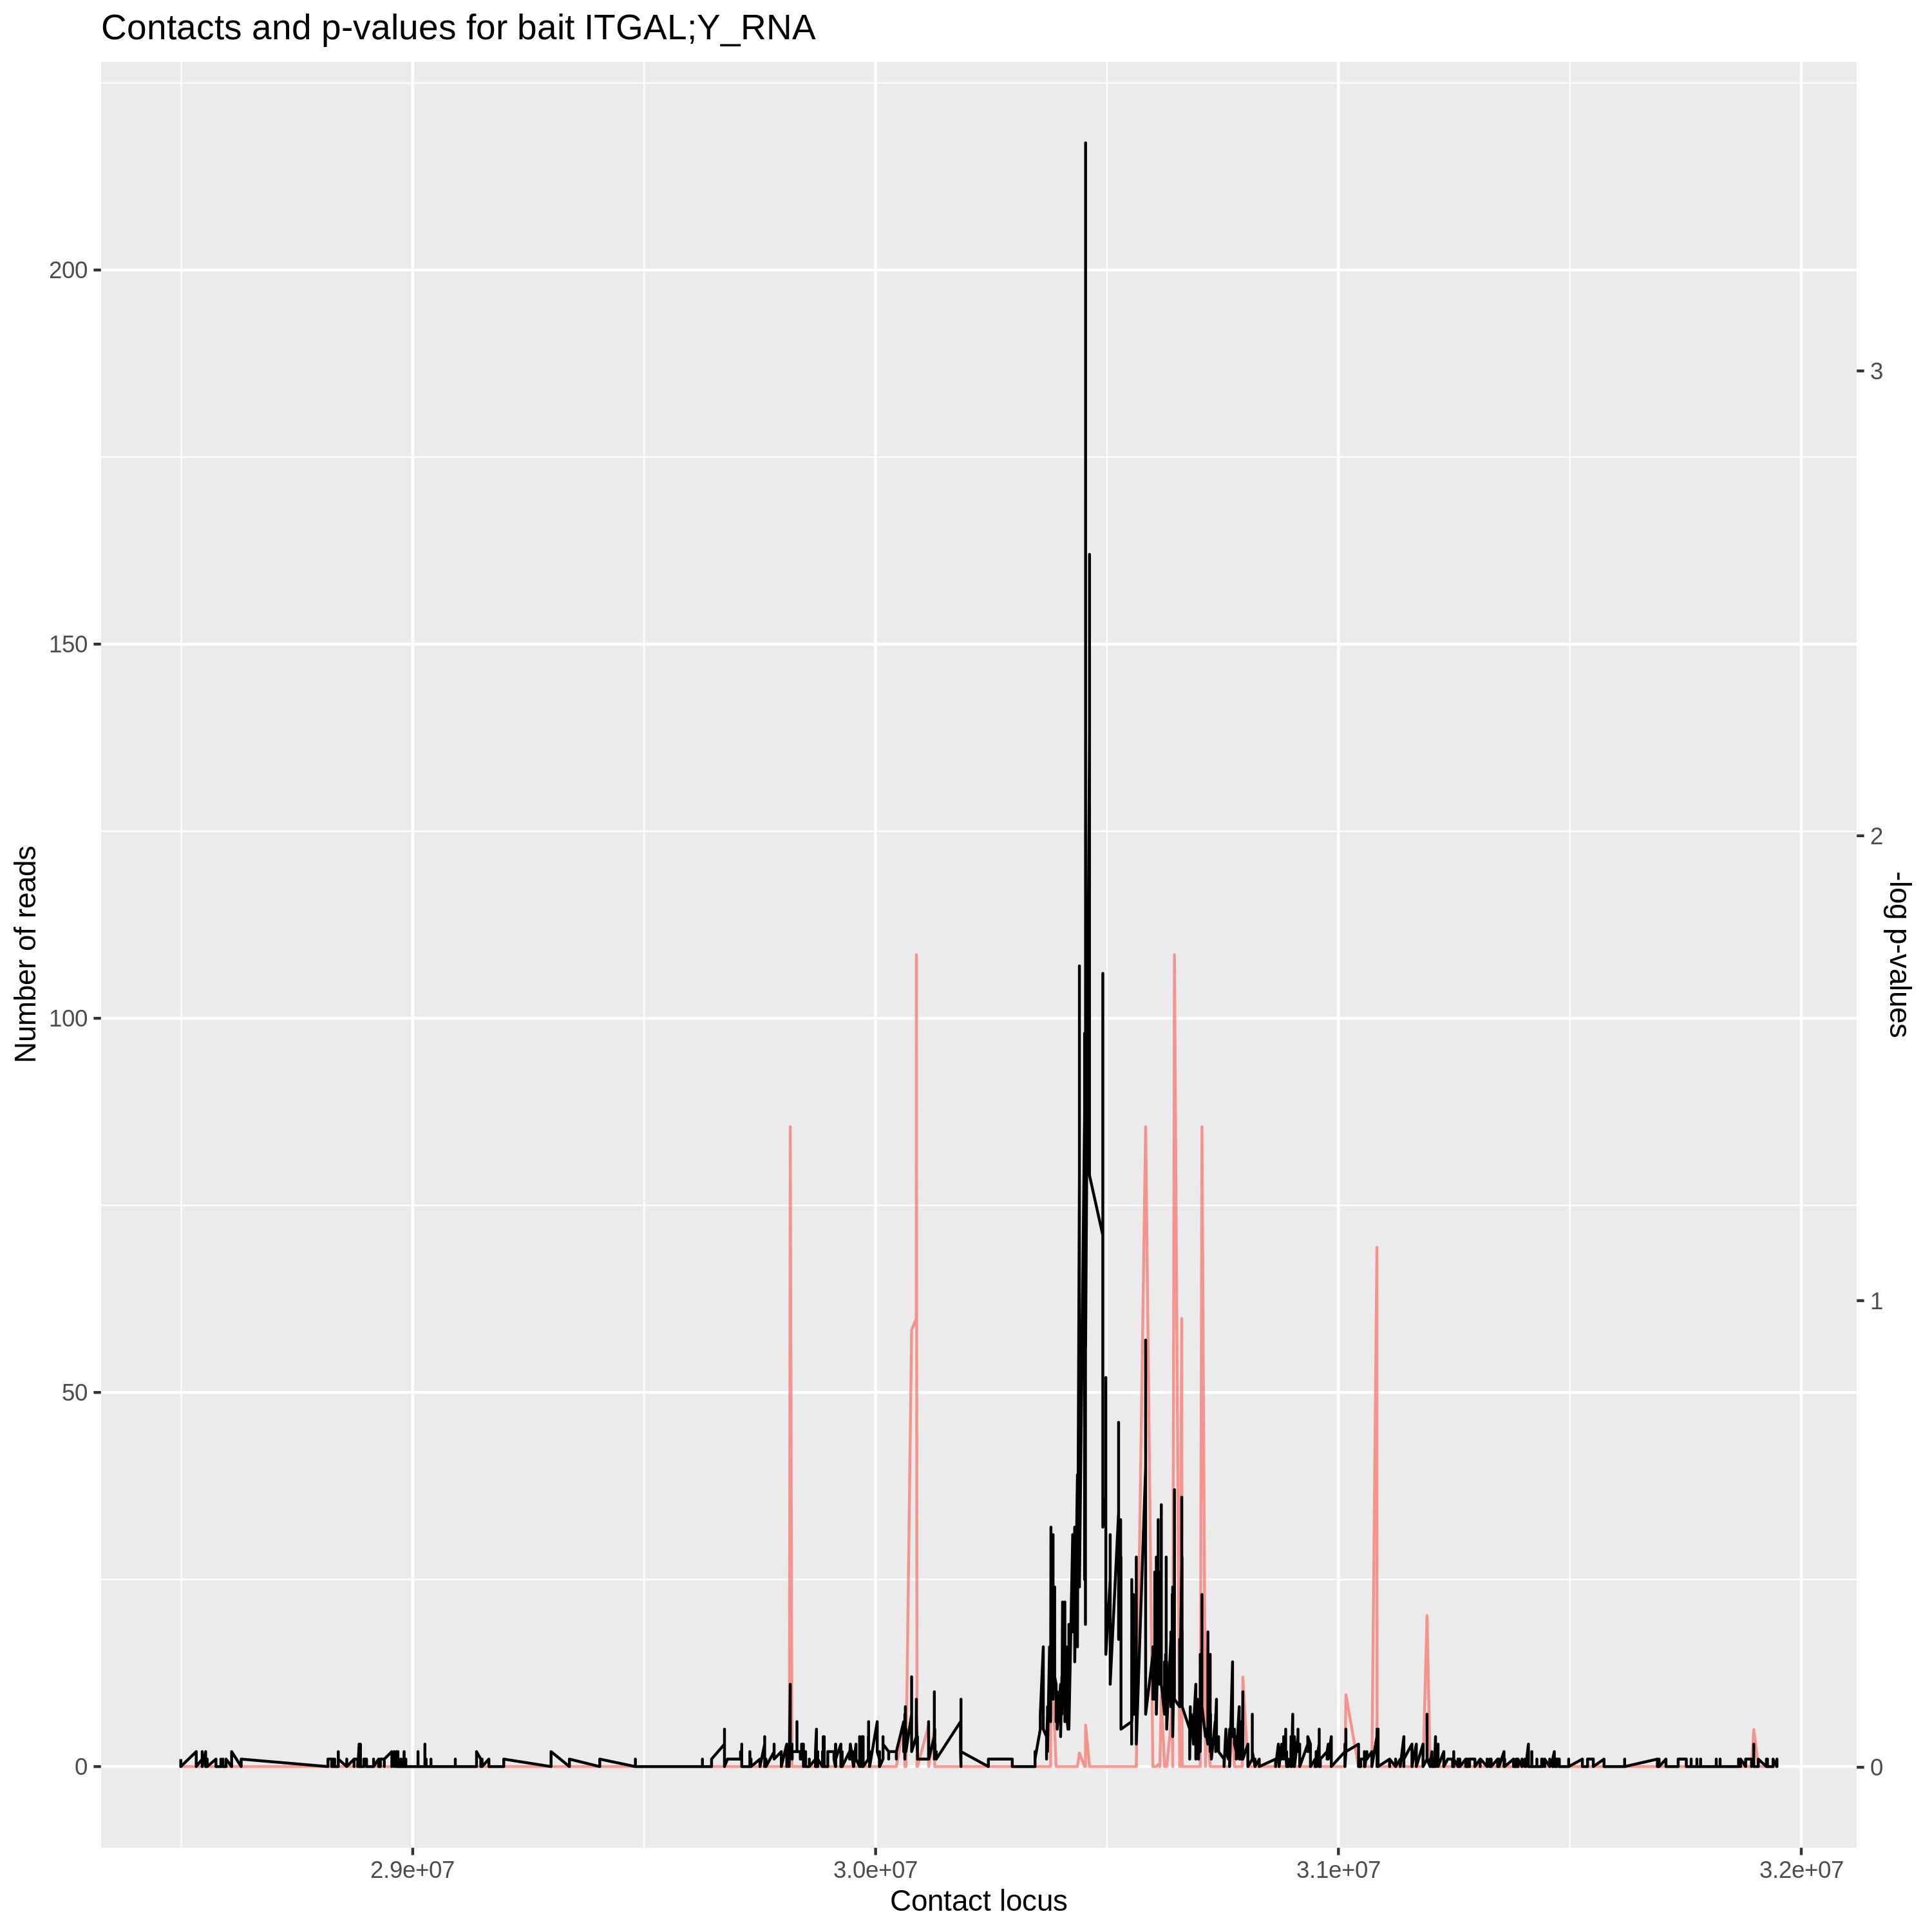 Contacts and p-values for bait ITGAL;Y_RNA
200
150
100
50
0
Number of reads
3
2
1
0
-log p-values
2.9e+07
3.0e+07
3.1e+07
3.2e+07
Contact locus